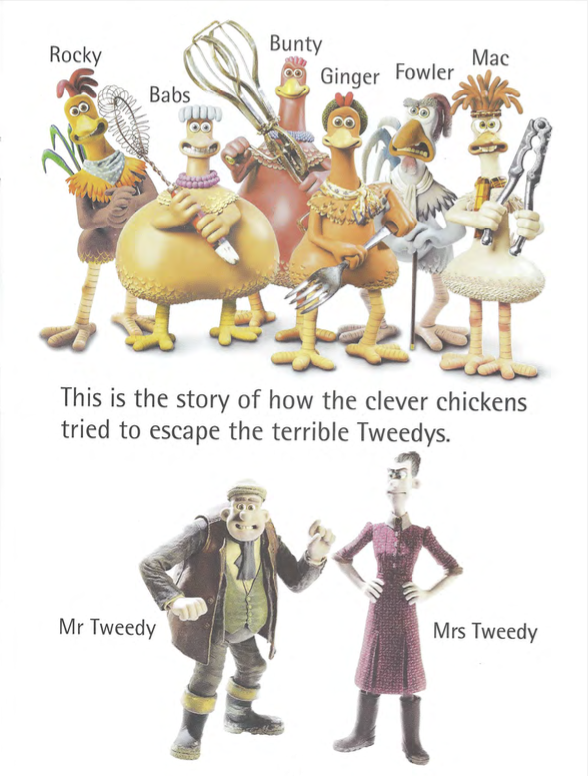 Rocky
Babs
Bunty
Ginger
Fowler
Mac
This is the story of how the clever chickens
tried to escape the terrible Tweedys.
Mr Tweedy
Mrs Tweedy